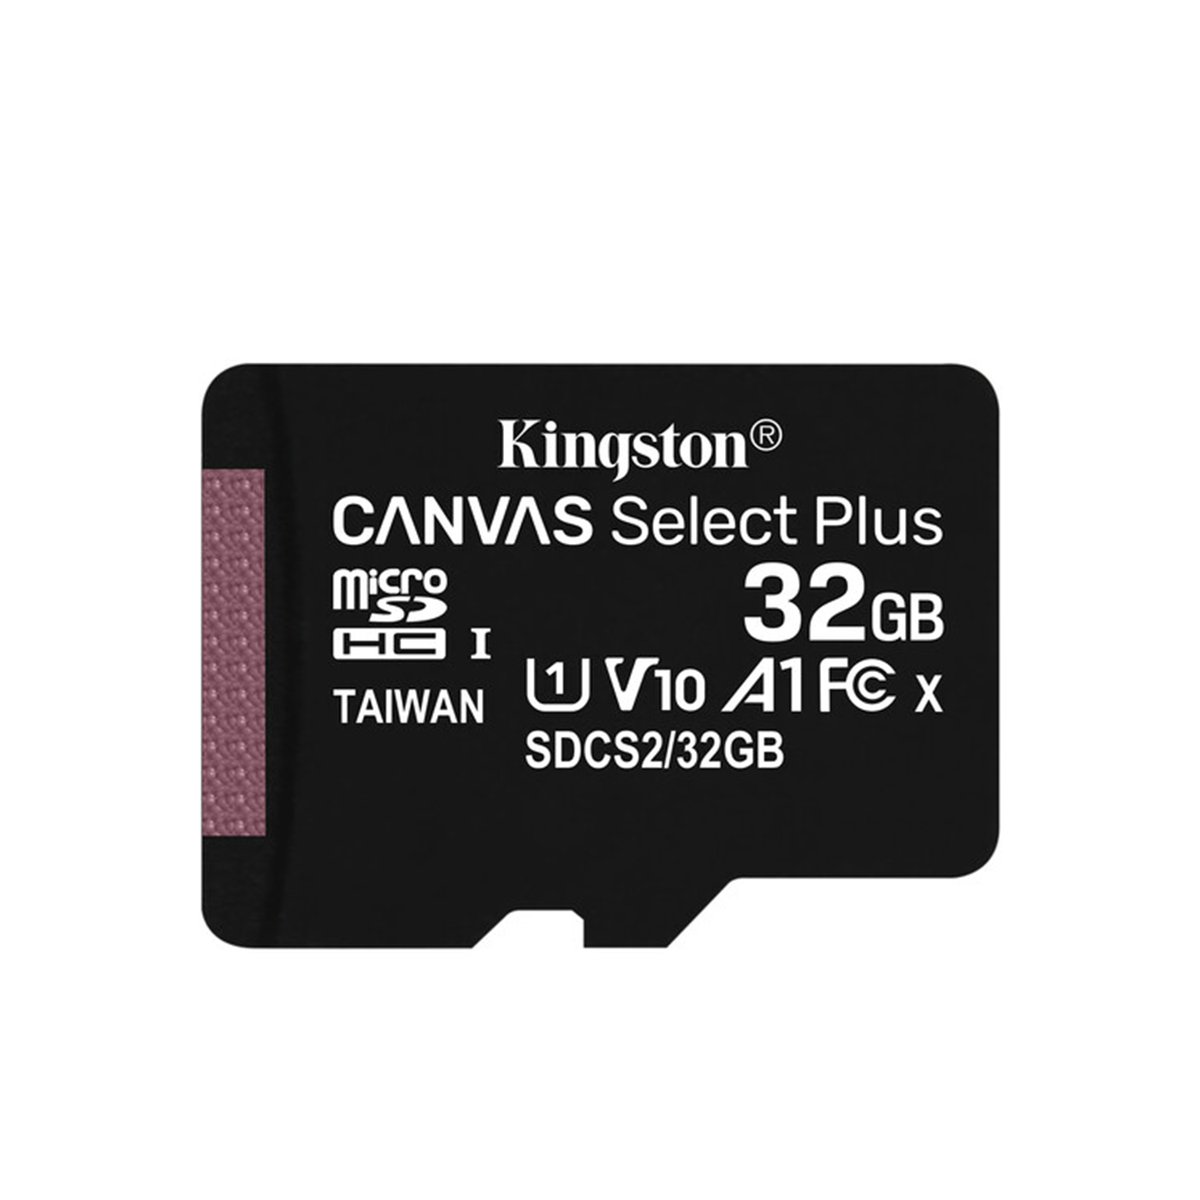 Kingston®
CANVAS Select Plus
micro
SD
HC I
32GB
U1 V10 A1 FC X
TAIWAN
SDCS2/32GB